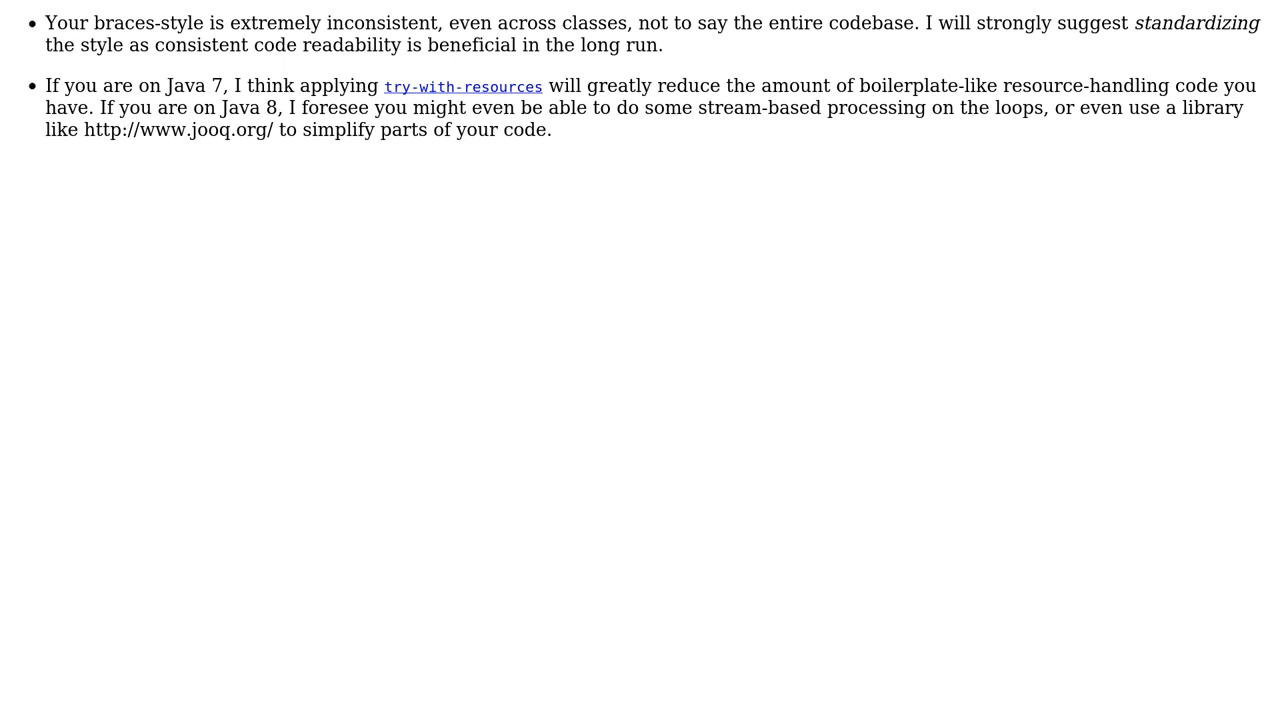 • Your braces-style is extremely inconsistent, even across classes, not to say the entire codebase. I will strongly suggest standardizing
the style as consistent code readability is beneficial in the long run.
• If you are on Java 7, I think applying try-with-resources will greatly reduce the amount of boilerplate-like resource-handling code you
have. If you are on Java 8, I foresee you might even be able to do some stream-based processing on the loops, or even use a library
like http://www.jooq.org/ to simplify parts of your code.